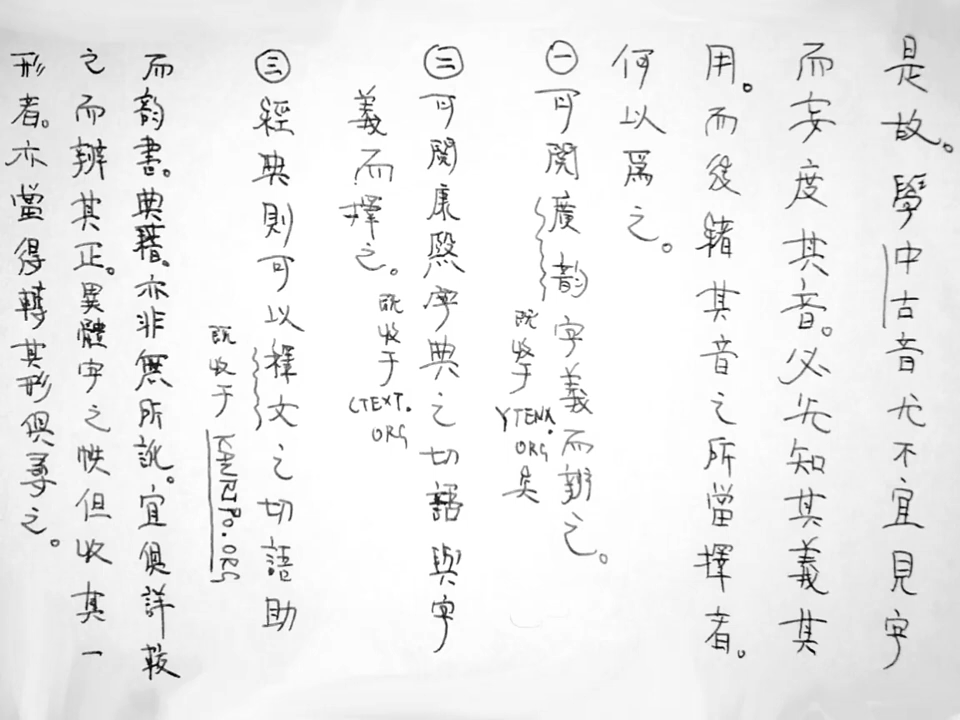 是故。學中古音尤不宜見字
而妄度其音。必先知其義其
用。而後緒其音之所當擇者。
何以爲之。
㊀可閱廣韵字義而辨之。
既收于
YTENX.
ORG矣
㊁可閱康熙字典之切語與字
義而擇之。
既收于
CTEXT.
ORG
㊂經典則可以釋文之切語助
既收于
KANRIPO.ORG
而韵書。典籍。亦非無所訛。宜俱詳較
之而辨其正。異體字之帙但收其一
形者。亦當得轉其形俱尋之。